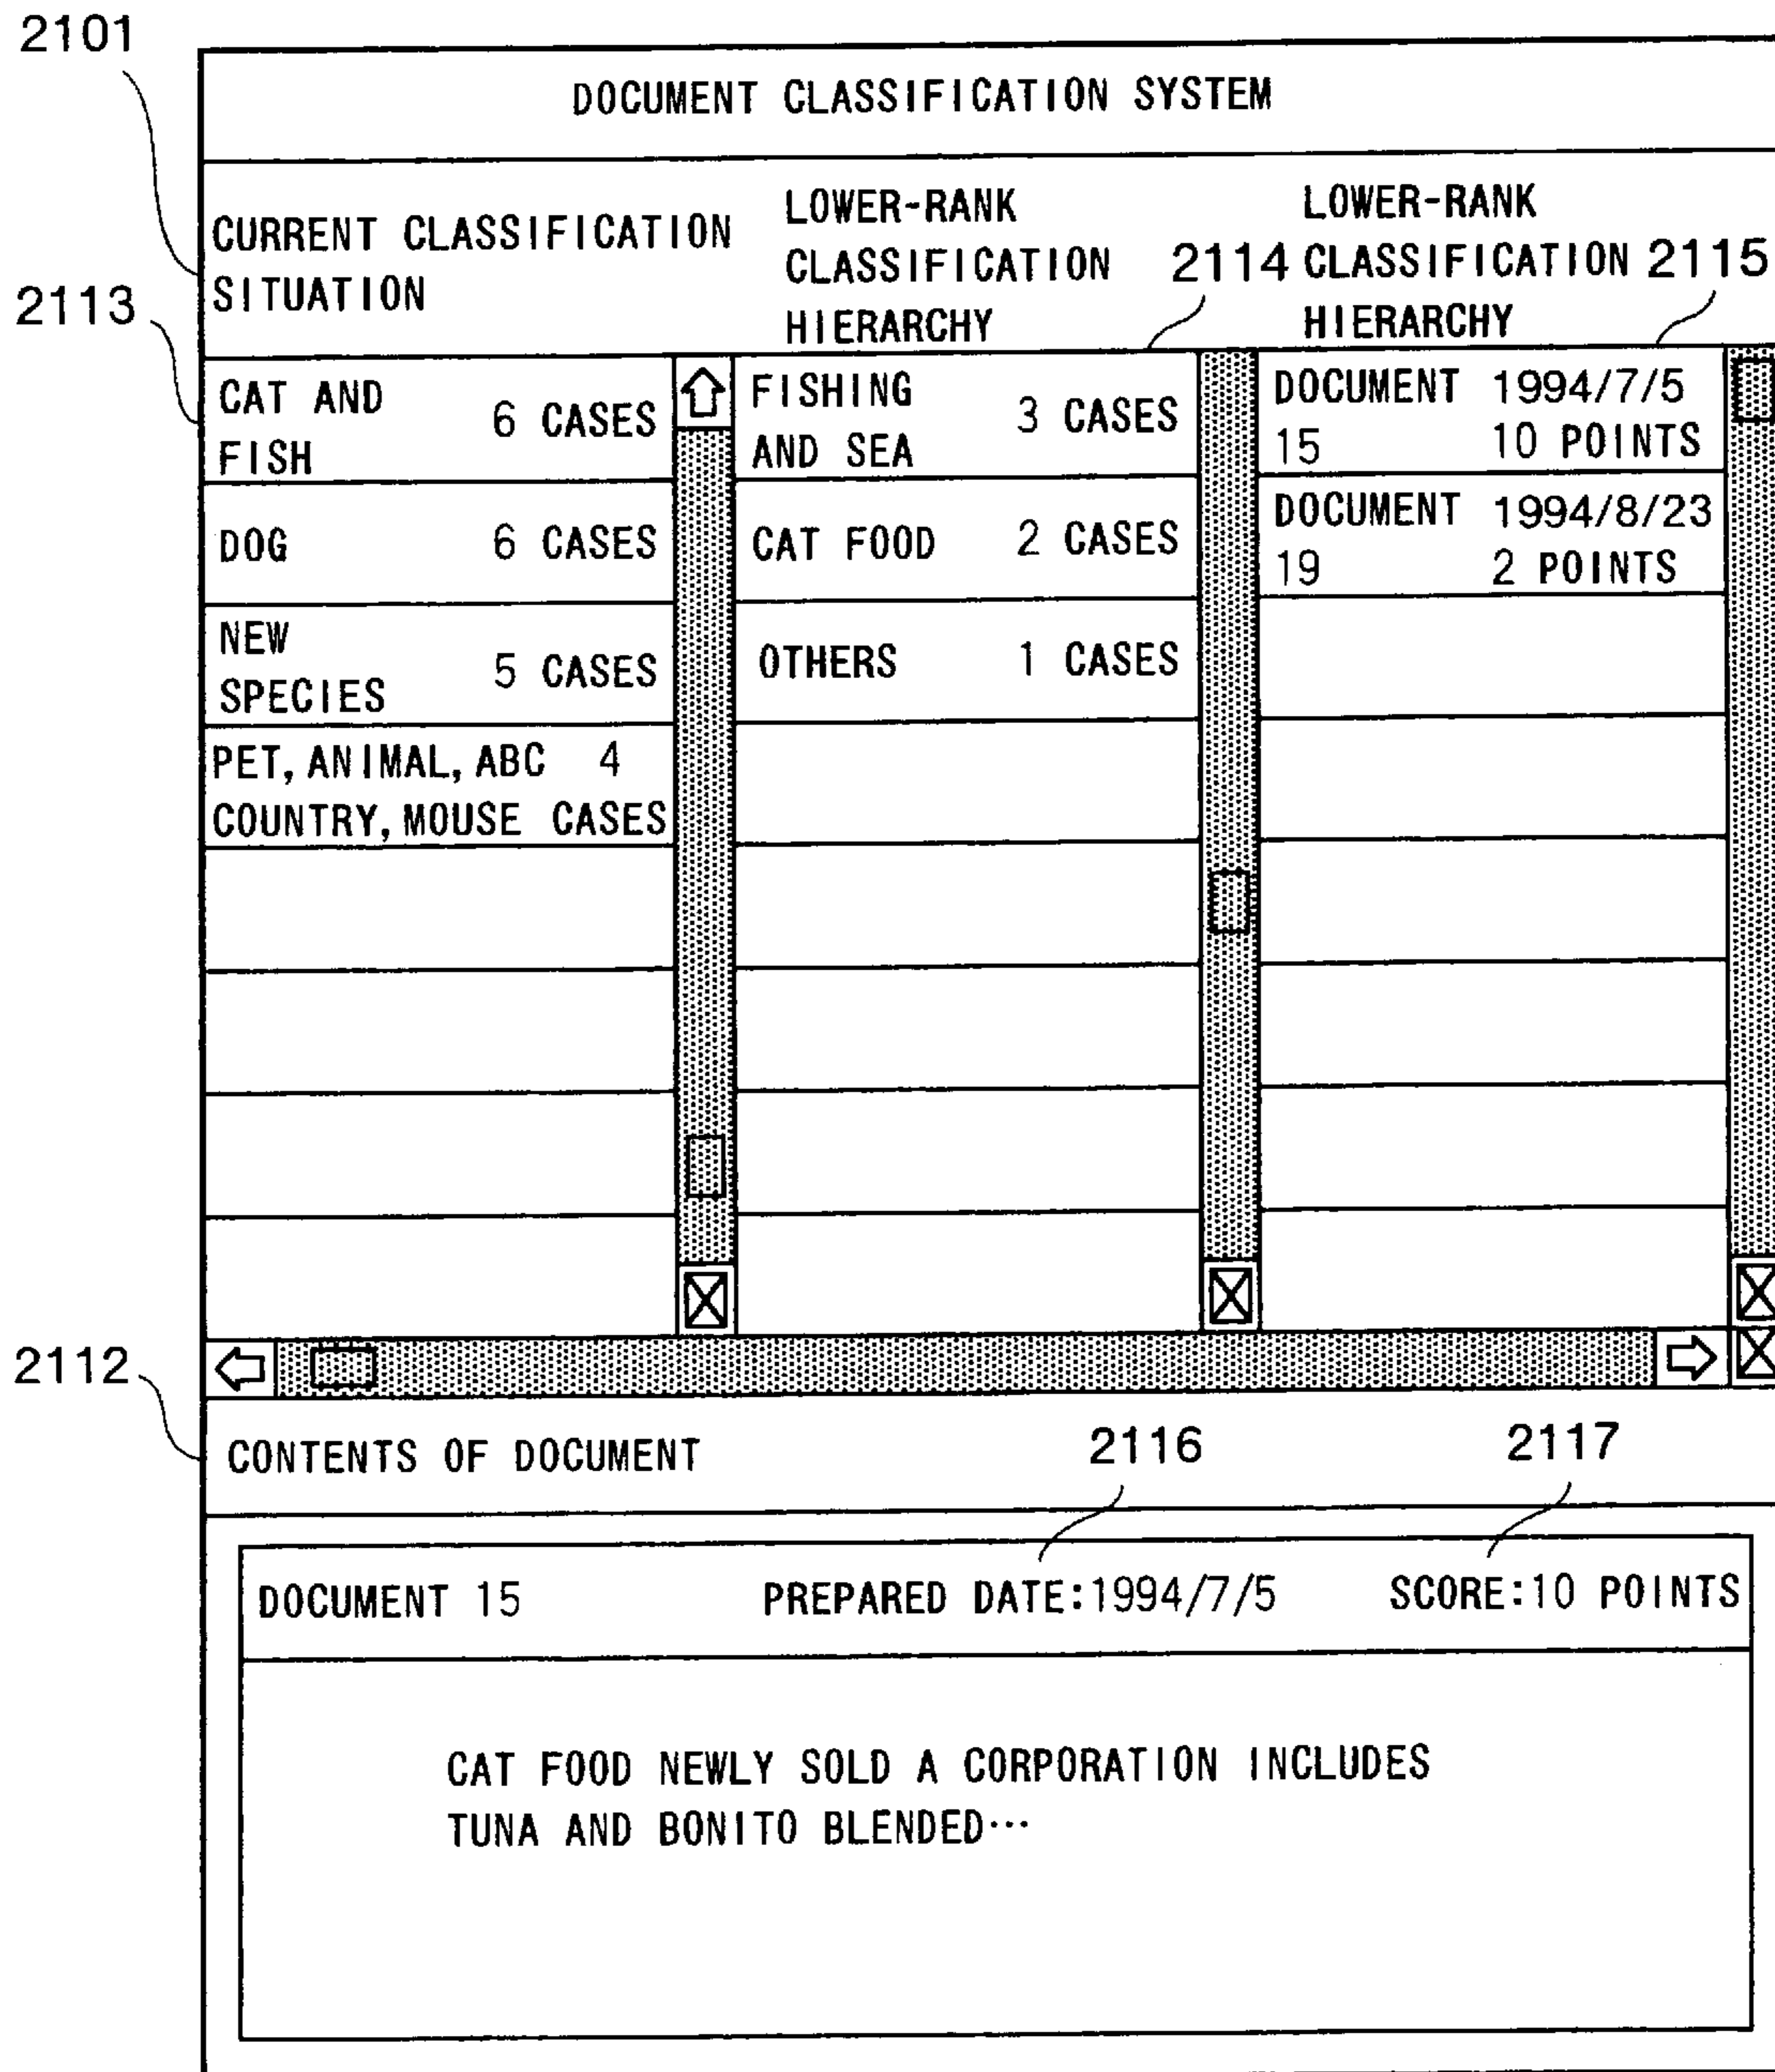 2101
DOCUMENT CLASSIFICATION SYSTEM
CURRENT CLASSIFICATION
SITUATION
LOWER-RANK
CLASSIFICATION
HIERARCHY
2114
LOWER-RANK
CLASSIFICATION
HIERARCHY
2115
2113
CAT AND
FISH
6 CASES
FISHING
AND SEA
3 CASES
DOCUMENT 1994/7/5
15 10 POINTS
DOG 6 CASES
CAT FOOD 2 CASES
DOCUMENT 1994/8/23
19 2 POINTS
NEW
SPECIES
5 CASES
OTHERS 1 CASES
PET, ANIMAL, ABC 4
COUNTRY, MOUSE CASES
2112
CONTENTS OF DOCUMENT
2116
2117
DOCUMENT 15 PREPARED DATE:1994/7/5 SCORE:10 POINTS
CAT FOOD NEWLY SOLD A CORPORATION INCLUDES
TUNA AND BONITO BLENDED···